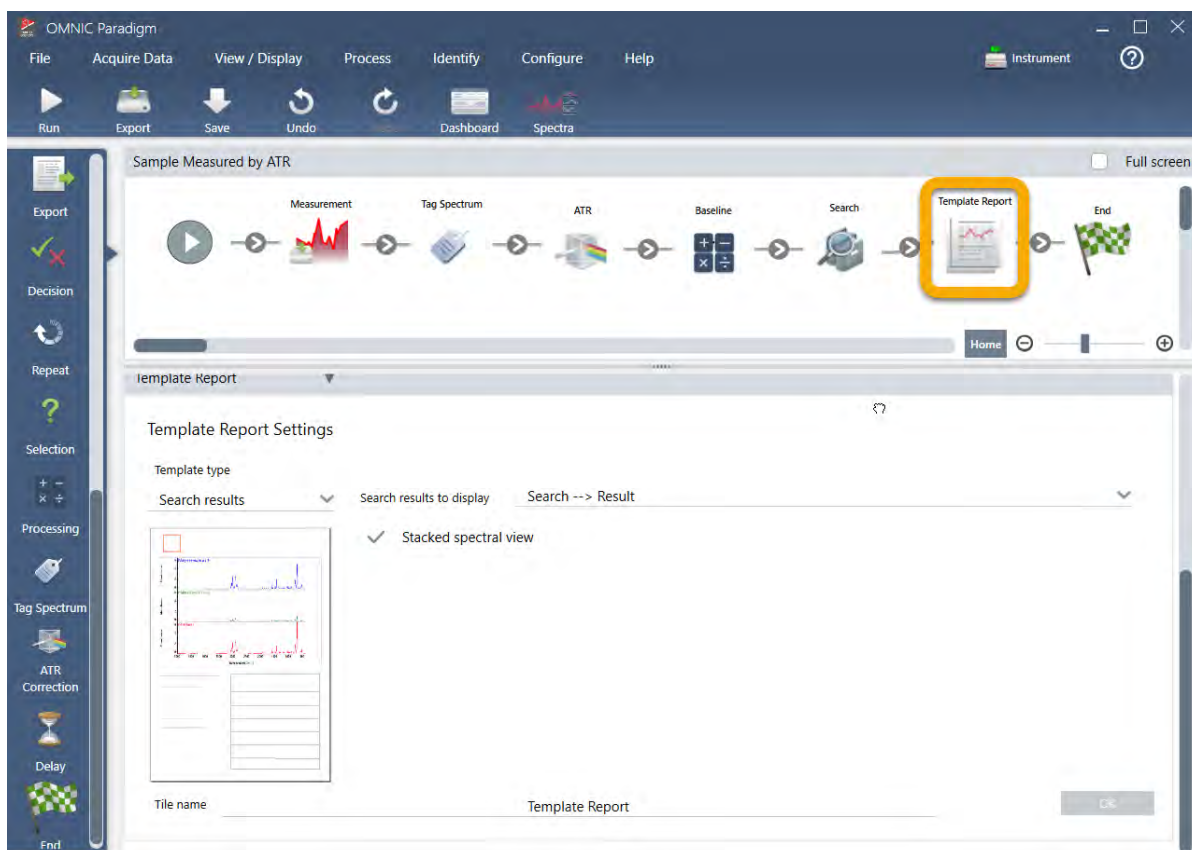 OMNIC Paradigm
File Acquire Data View / Display Process Identify Configure Help Instrument
Run Export Save Undo Dashboard Spectra
Sample Measured by ATR Full screen
Export
Decision
Repeat
Selection
Processing
Tag Spectrum
ATR
Correction
Delay
End
Measurement Tag Spectrum ATR Baseline Search Template Report End
Home
Template Report
Template Report Settings
Template type
Search results Search results to display Search --> Result
Stacked spectral view
Tile name Template Report OK